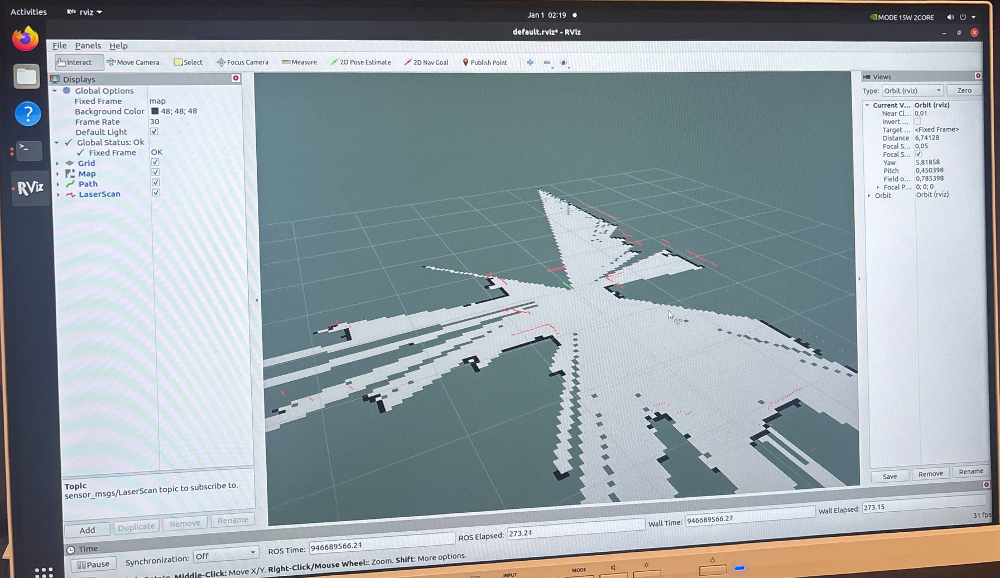 Activities
RViz rviz
Jan 1 02:19
MODE 15W 2CORE
default.rviz* - RViz
File Panels Help
Interact Move Camera Select Focus Camera Measure 2D Pose Estimate 2D Nav Goal Publish Point
Displays
Global Options
Fixed Frame map
Background Color 48; 48; 48
Frame Rate 30
Default Light
Global Status: Ok
Fixed Frame OK
Grid
Map
Path
LaserScan
RViz
Topic
sensor_msgs/LaserScan topic to subscribe to.
Add Duplicate Remove Rename
Views
Type: Orbit (rviz) Zero
Current V... Orbit (rviz)
Near Cl... 0,01
Invert ...
Target ... <Fixed Frame>
Distance 6,74128
Focal S... 0,05
Focal S...
Yaw 5,81858
Pitch 0,450398
Field o... 0,785398
Focal P... 0; 0; 0
Orbit Orbit (rviz)
Save Remove Rename
Time
Pause Synchronization: Off ROS Time: 946689566.24 ROS Elapsed: 273.24 Wall Time: 946689566.27 Wall Elapsed: 273.15
31 fps
Rotate. Middle-Click: Move X/Y. Right-Click/Mouse Wheel:: Zoom. Shift: More options.
INPUT MODE